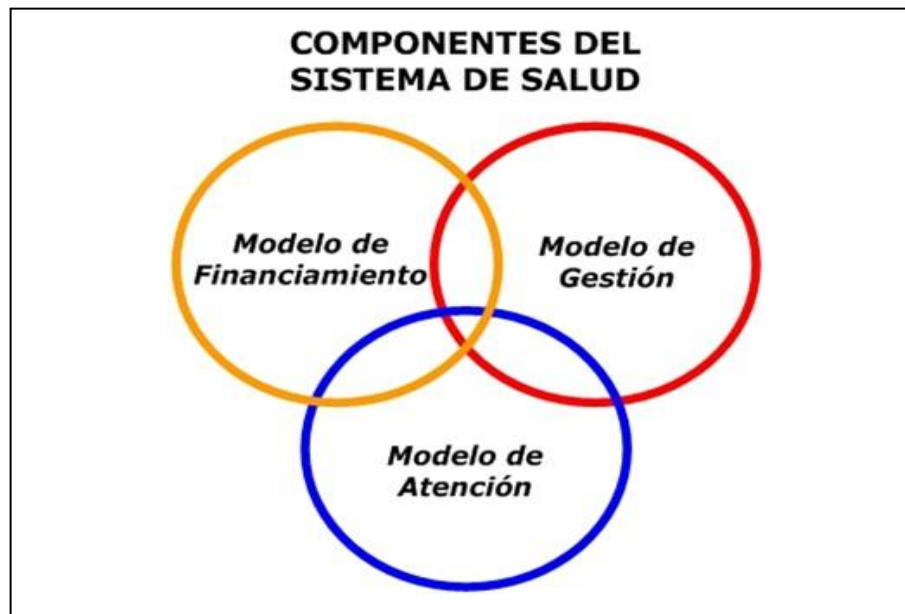 COMPONENTES DEL
SISTEMA DE SALUD
Modelo de
Financiamiento
Modelo de
Gestión
Modelo de
Atención